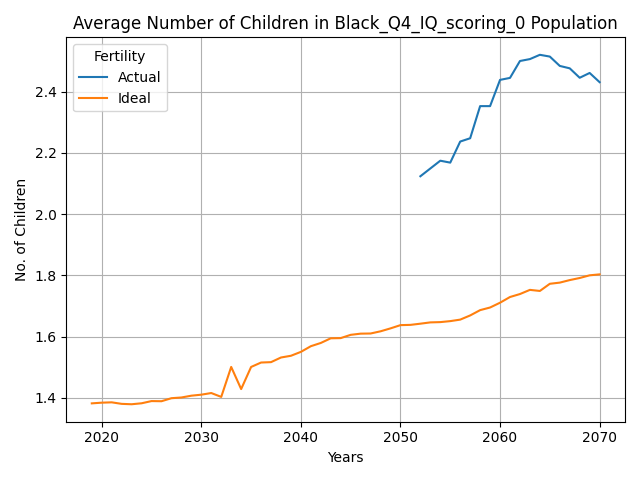 Average Number of Children in Black_Q4_IQ_scoring_0 Population
Fertility
Actual
Ideal
2.4
2.2
2.0
1.8
1.6
1.4
No. of Children
2020
2030
2040
2050
2060
2070
Years